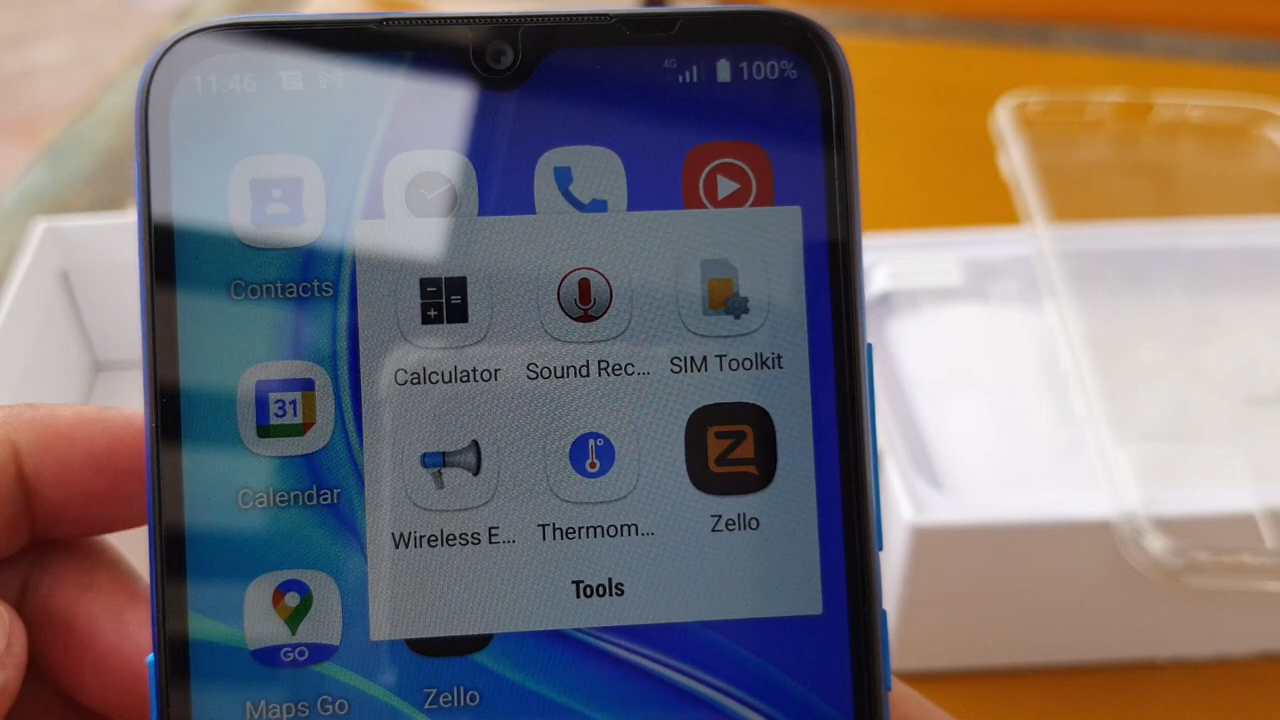 11:46
4G
100%
Contacts
Calculator
Sound Rec...
SIM Toolkit
31
Calendar
Wireless E...
Thermom...
Zello
Tools
GO
Maps Go
Zello